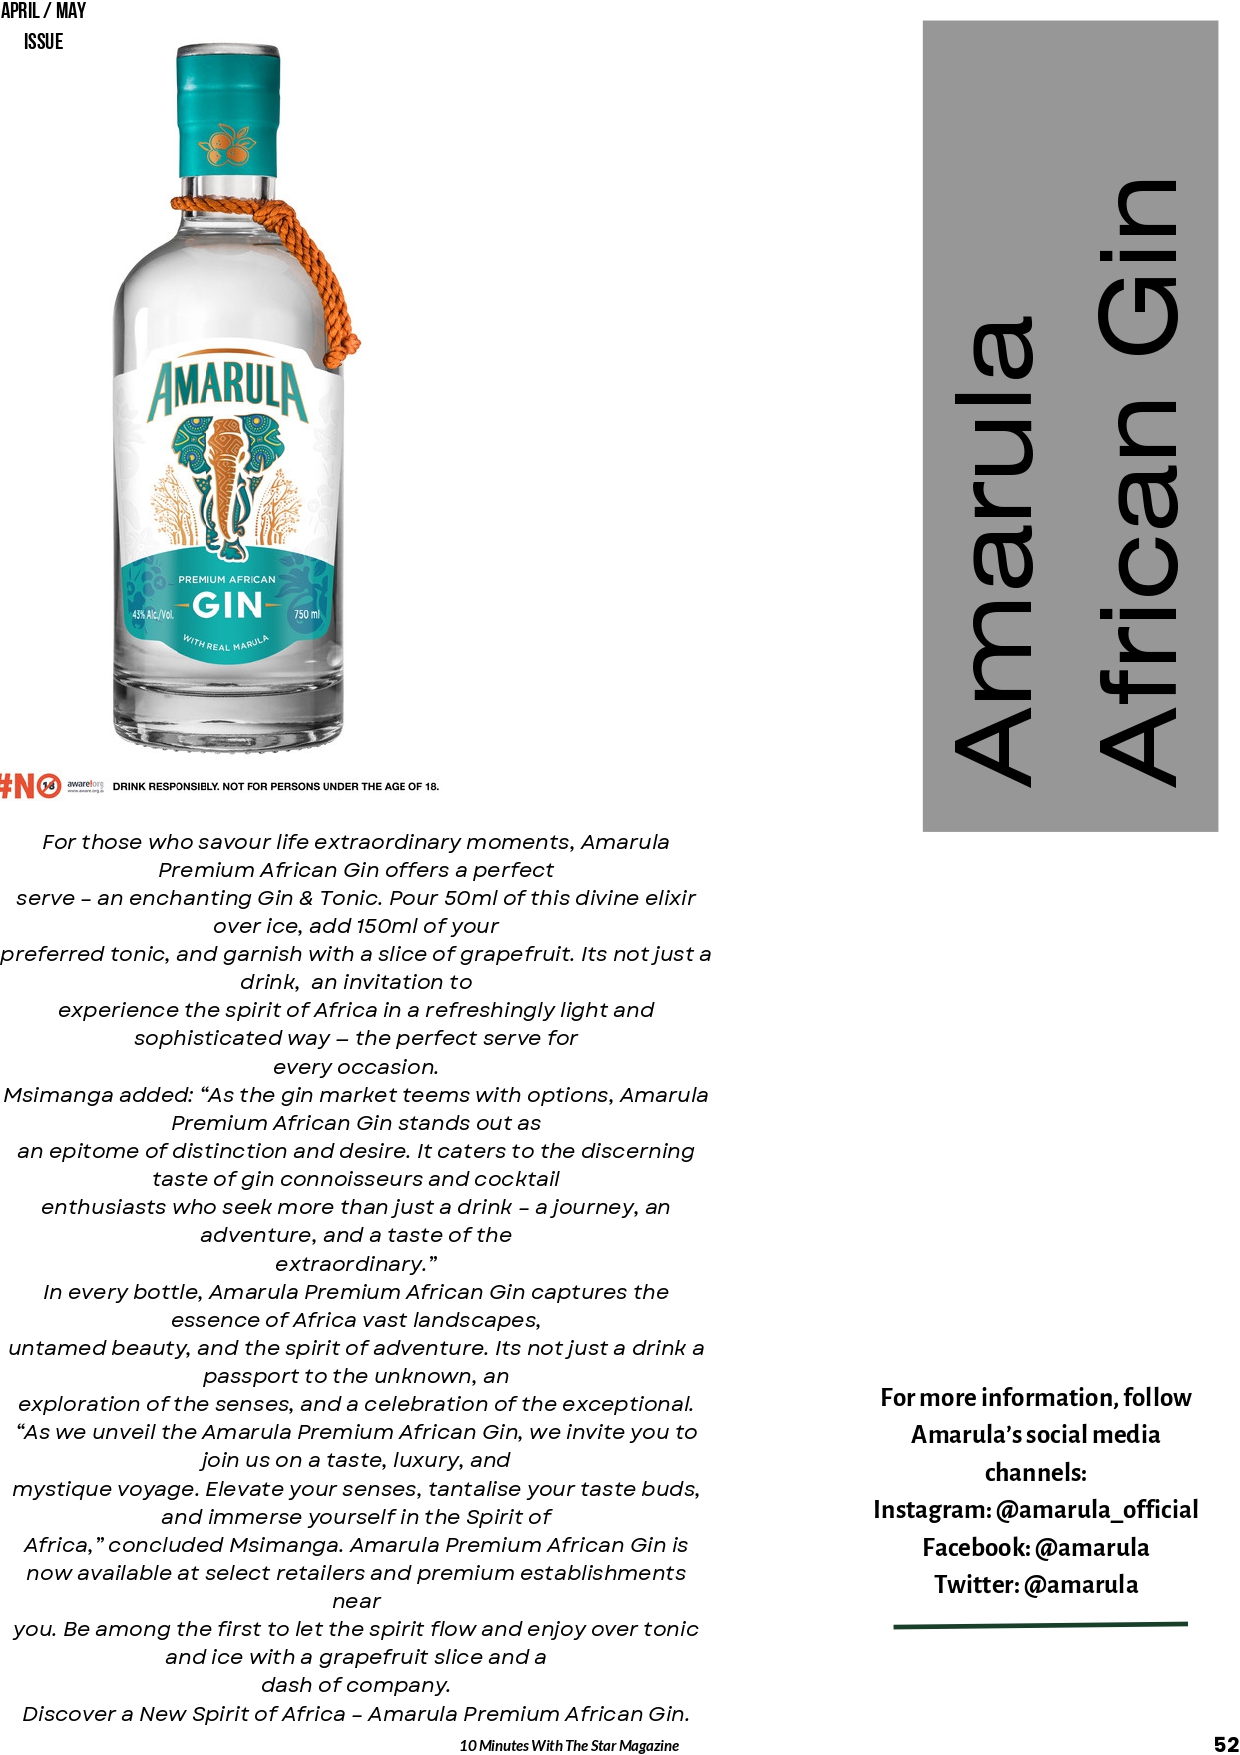 APRIL / MAY
ISSUE
AMARULA
PREMIUM AFRICAN
GIN
43% Alc./Vol.
750 ml
WITH REAL MARULA
Amarula
African Gin
#NO
18
aware.org
www.aware.org.za
DRINK RESPONSIBLY. NOT FOR PERSONS UNDER THE AGE OF 18.
For those who savour life extraordinary moments, Amarula
Premium African Gin offers a perfect
serve – an enchanting Gin & Tonic. Pour 50ml of this divine elixir
over ice, add 150ml of your
preferred tonic, and garnish with a slice of grapefruit. Its not just a
drink, an invitation to
experience the spirit of Africa in a refreshingly light and
sophisticated way – the perfect serve for
every occasion.
Msimanga added: “As the gin market teems with options, Amarula
Premium African Gin stands out as
an epitome of distinction and desire. It caters to the discerning
taste of gin connoisseurs and cocktail
enthusiasts who seek more than just a drink – a journey, an
adventure, and a taste of the
extraordinary.”
In every bottle, Amarula Premium African Gin captures the
essence of Africa vast landscapes,
untamed beauty, and the spirit of adventure. Its not just a drink a
passport to the unknown, an
exploration of the senses, and a celebration of the exceptional.
“As we unveil the Amarula Premium African Gin, we invite you to
join us on a taste, luxury, and
mystique voyage. Elevate your senses, tantalise your taste buds,
and immerse yourself in the Spirit of
Africa,” concluded Msimanga. Amarula Premium African Gin is
now available at select retailers and premium establishments
near
you. Be among the first to let the spirit flow and enjoy over tonic
and ice with a grapefruit slice and a
dash of company.
Discover a New Spirit of Africa – Amarula Premium African Gin.
For more information, follow
Amarula’s social media
channels:
Instagram: @amarula_official
Facebook: @amarula
Twitter: @amarula
10 Minutes With The Star Magazine
52